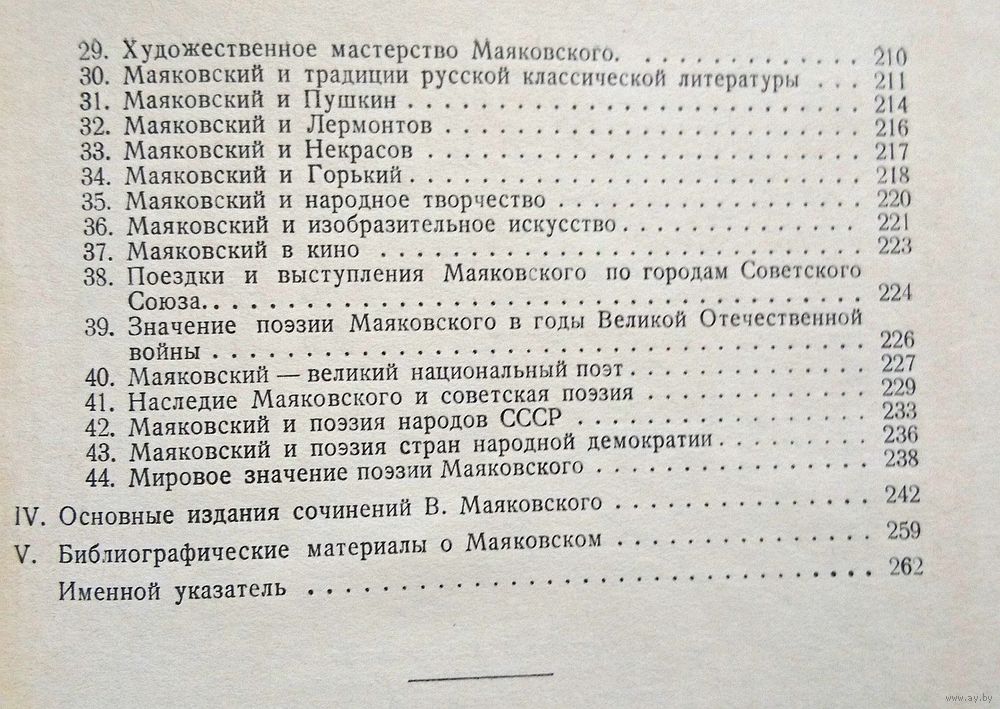 29. Художественное мастерство Маяковского. . . . . . . . . . . . 210
30. Маяковский и традиции русской классической литературы . . . 211
31. Маяковский и Пушкин . . . . . . . . . . . . . . . . . . . . 214
32. Маяковский и Лермонтов . . . . . . . . . . . . . . . . . . 216
33. Маяковский и Некрасов . . . . . . . . . . . . . . . . . . . 217
34. Маяковский и Горький . . . . . . . . . . . . . . . . . . . . 218
35. Маяковский и народное творчество . . . . . . . . . . . . . 220
36. Маяковский и изобразительное искусство . . . . . . . . . . 221
37. Маяковский в кино . . . . . . . . . . . . . . . . . . . . . 223
38. Поездки и выступления Маяковского по городам Советского
Союза. . . . . . . . . . . . . . . . . . . . . . . . . . . . 224
39. Значение поэзии Маяковского в годы Великой Отечественной
войны . . . . . . . . . . . . . . . . . . . . . . . . . . . 226
40. Маяковский — великий национальный поэт . . . . . . . . . . 227
41. Наследие Маяковского и советская поэзия . . . . . . . . . 229
42. Маяковский и поэзия народов СССР . . . . . . . . . . . . . 233
43. Маяковский и поэзия стран народной демократии . . . . . . . 236
44. Мировое значение поэзии Маяковского . . . . . . . . . . . . 238
IV. Основные издания сочинений В. Маяковского . . . . . . . . . . 242
V. Библиографические материалы о Маяковском . . . . . . . . . . 259
Именной указатель . . . . . . . . . . . . . . . . . . . . . . 262
www.ay.by